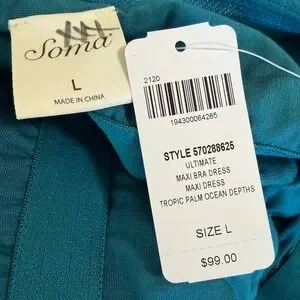 Soma
L
MADE IN CHINA
2120
194300064265
STYLE 570288625
ULTIMATE
MAXI BRA DRESS
MAXI DRESS
TROPIC PALM OCEAN DEPTHS
SIZE L
$99.00